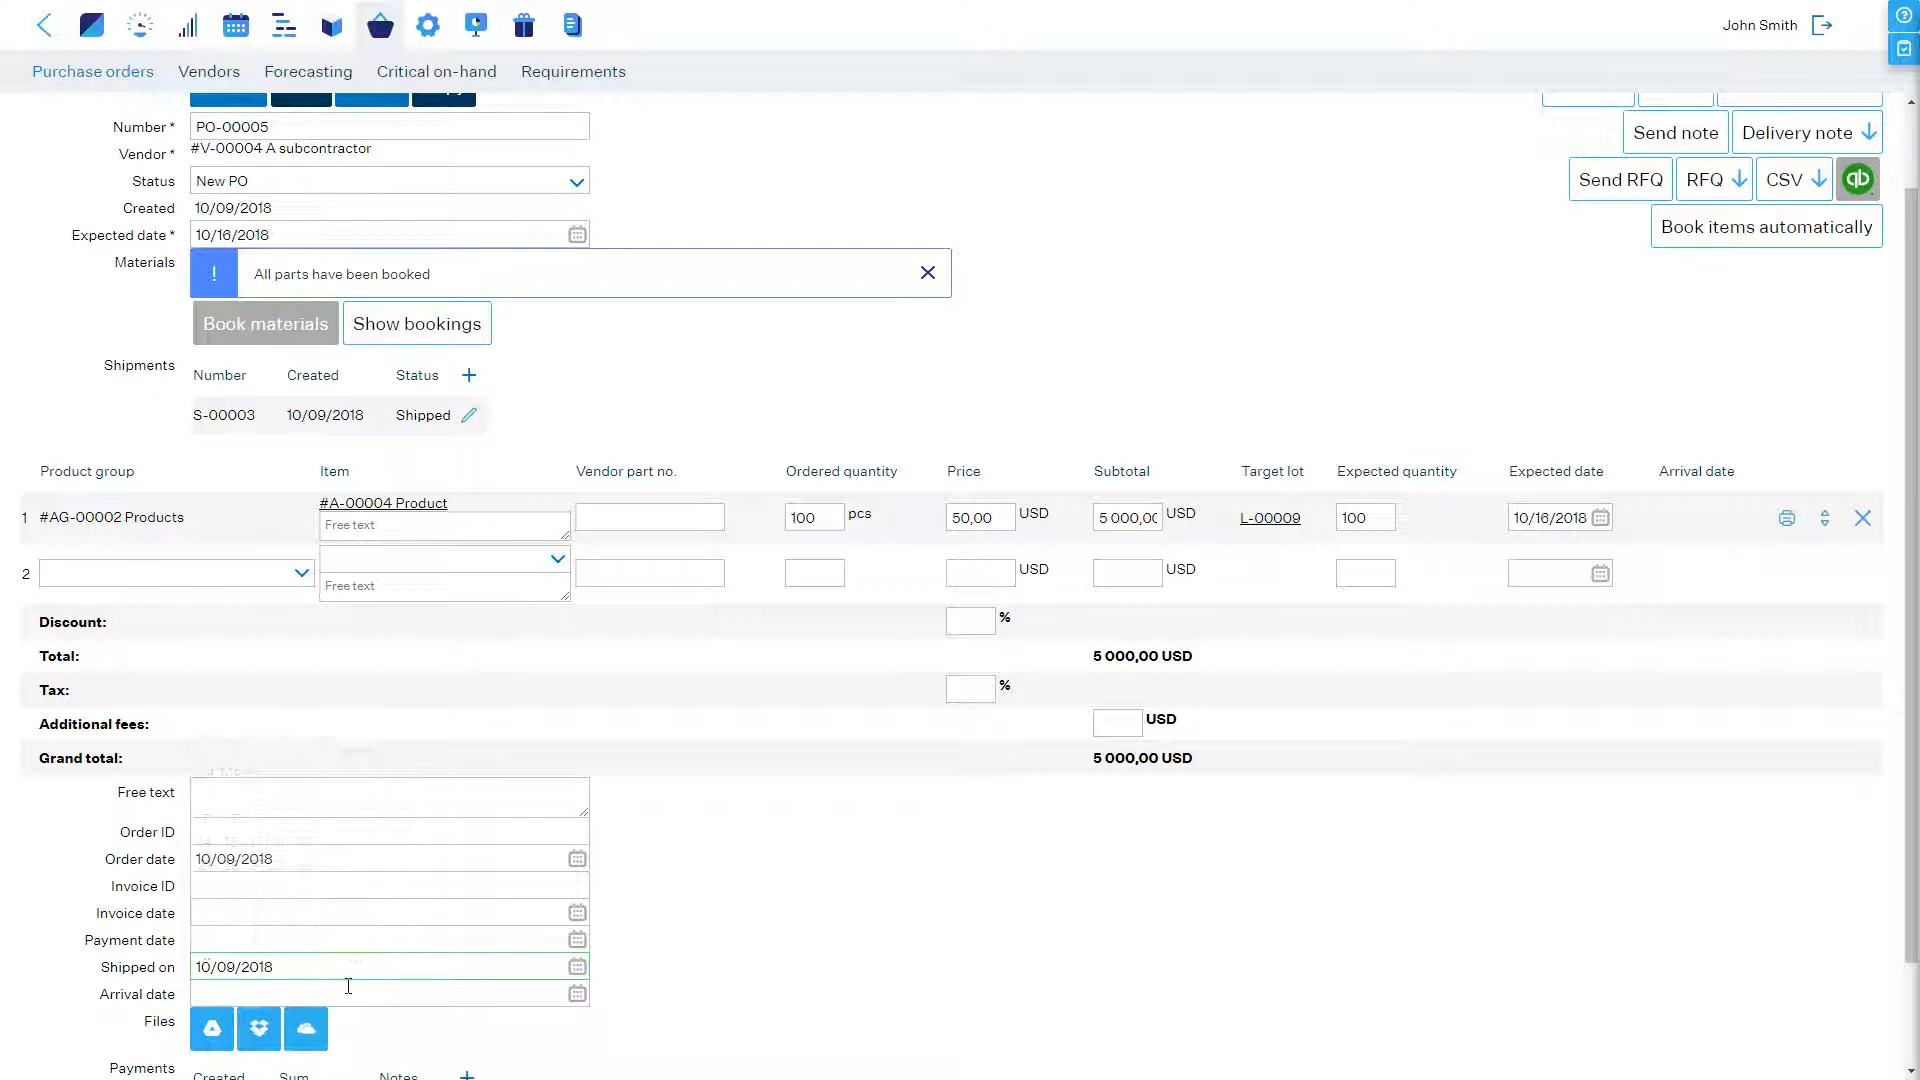 John Smith
Purchase orders Vendors Forecasting Critical on-hand Requirements
Number * PO-00005
Vendor * #V-00004 A subcontractor
Status New PO
Created 10/09/2018
Expected date * 10/16/2018
Materials ! All parts have been booked
Book materials Show bookings
Send note Delivery note
Send RFQ RFQ CSV qb
Book items automatically
Shipments Number Created Status
S-00003 10/09/2018 Shipped
Product group Item Vendor part no. Ordered quantity Price Subtotal Target lot Expected quantity Expected date Arrival date
1 #AG-00002 Products #A-00004 Product 100 pcs 50,00 USD 5 000,00 USD L-00009 100 10/16/2018
Free text
2 USD USD
Free text
Discount: %
Total: 5 000,00 USD
Tax: %
Additional fees: USD
Grand total: 5 000,00 USD
Free text
Order ID
Order date 10/09/2018
Invoice ID
Invoice date
Payment date
Shipped on 10/09/2018
Arrival date
Files
Payments Created Sum Notes